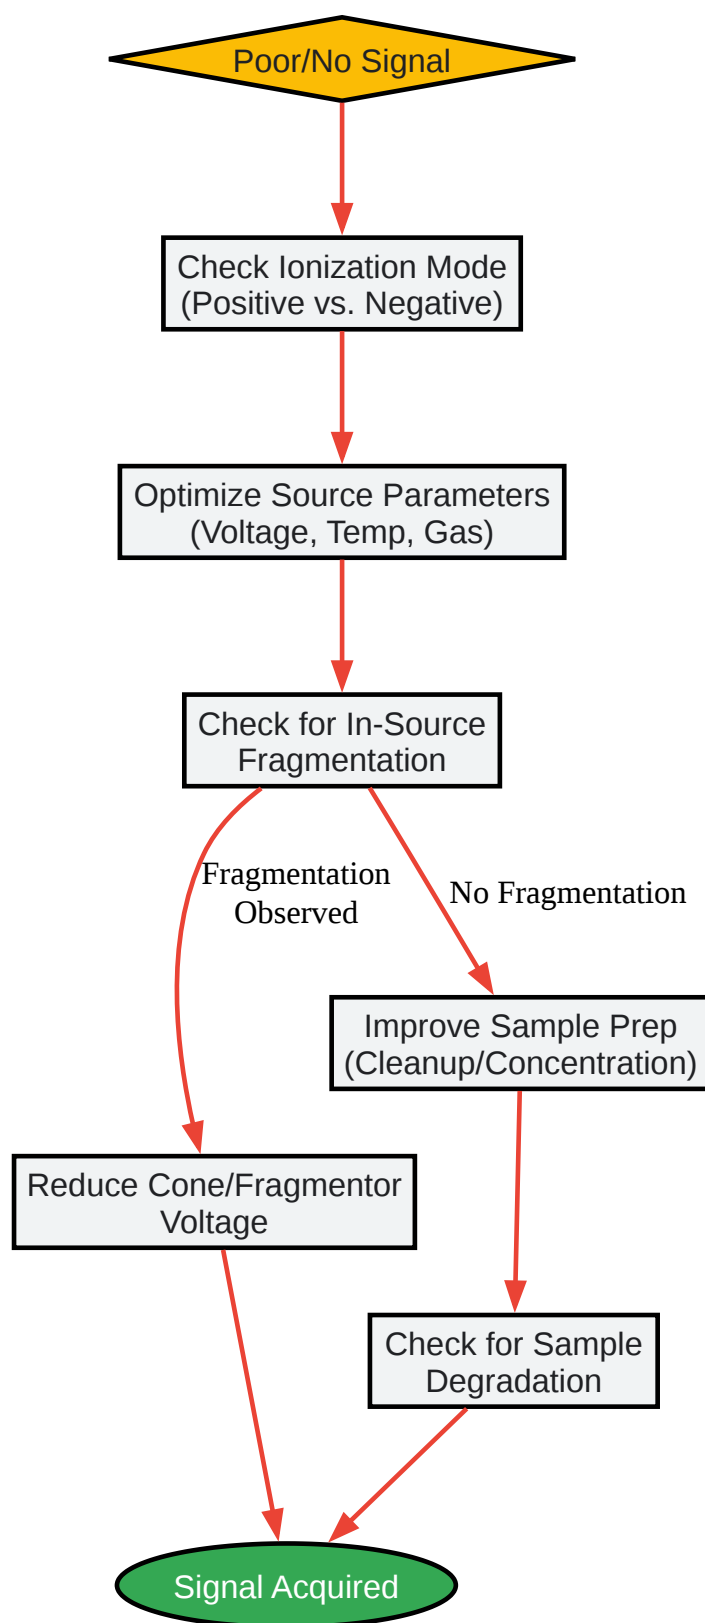 Poor/No Signal
Check Ionization Mode
(Positive vs. Negative)
Optimize Source Parameters
(Voltage, Temp, Gas)
Check for In-Source
Fragmentation
Fragmentation
Observed
No Fragmentation
Improve Sample Prep
(Cleanup/Concentration)
Reduce Cone/Fragmentor
Voltage
Check for Sample
Degradation
Signal Acquired